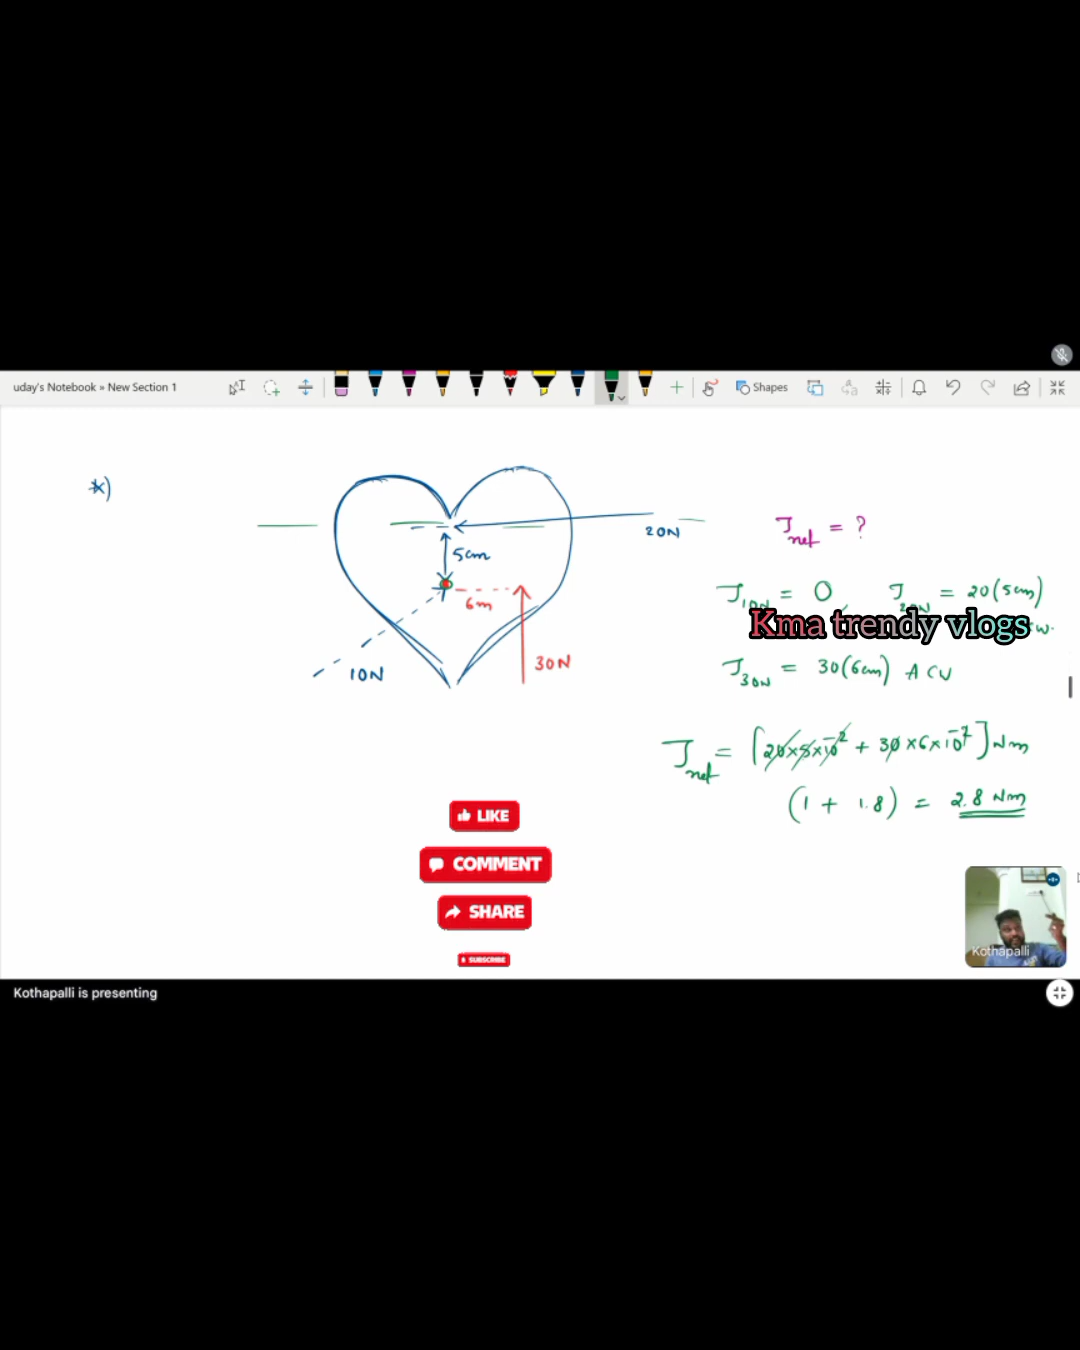 uday's Notebook » New Section 1
Shapes
*)
20N
5cm
6m
10N
30N
τnet = ?
τ10N = 0, = 20(5cm)
Kma trendy vlogs
τ30N = 30(6cm) ACW
τnet = [20×5×10⁻² + 30×6×10⁻²] Nm
(1 + 1.8) = 2.8 Nm
LIKE
COMMENT
SHARE
SUBSCRIBE
Kothapalli
Kothapalli is presenting